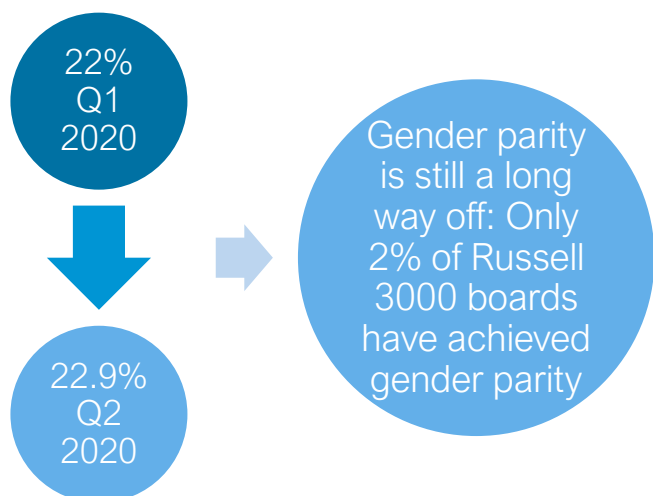 22%
Q1
2020
22.9%
Q2
2020
Gender parity
is still a long
way off: Only
2% of Russell
3000 boards
have achieved
gender parity